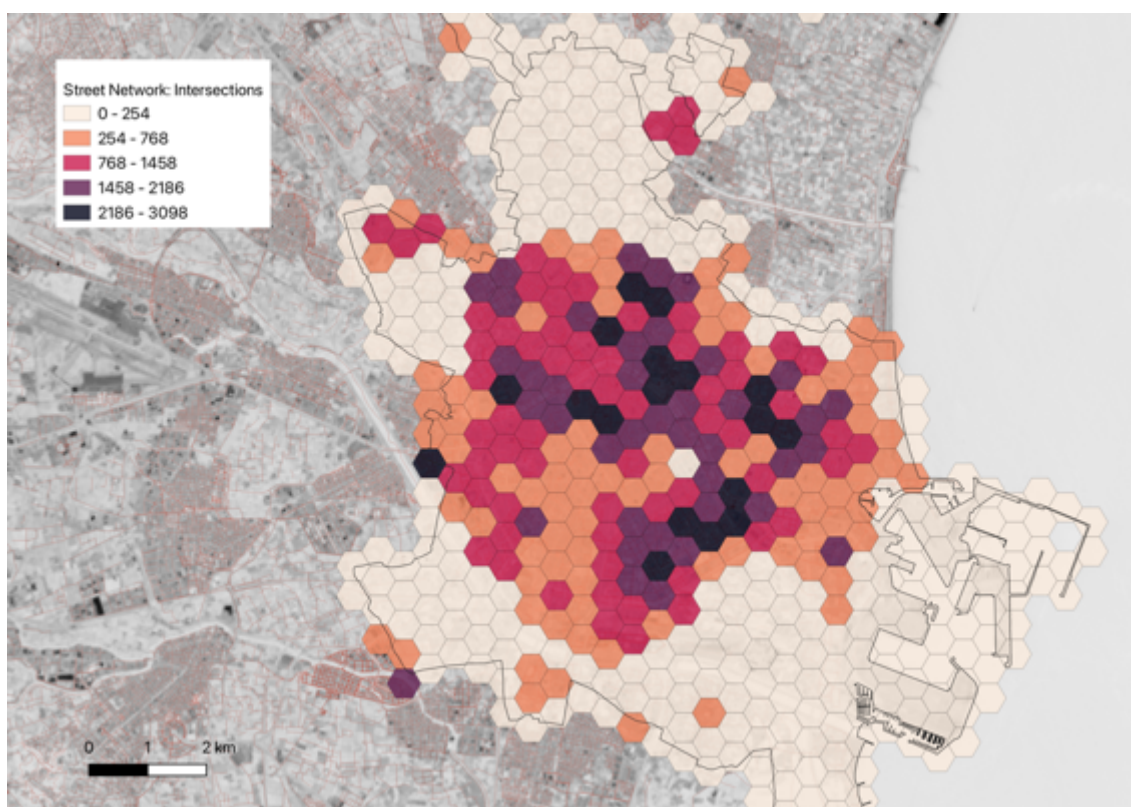 Street Network: Intersections
0 - 254
254 - 768
768 - 1458
1458 - 2186
2186 - 3098
0 1 2 km